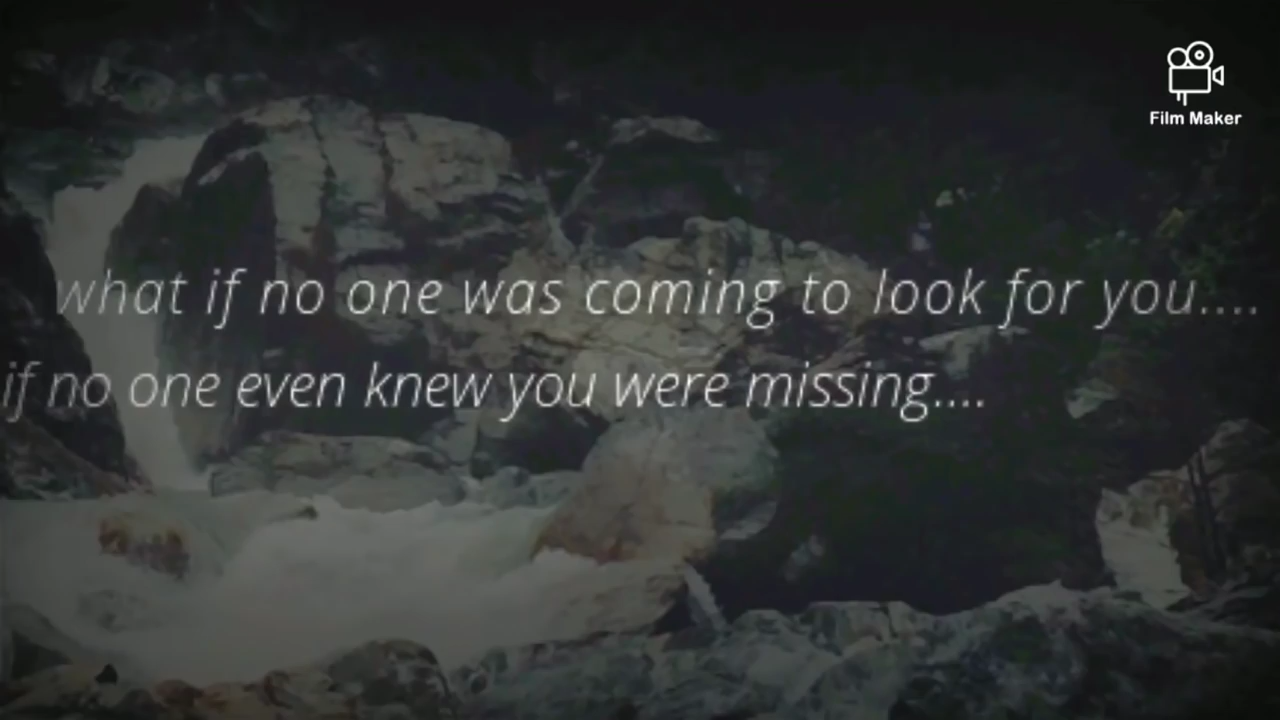 Film Maker
what if no one was coming to look for you....
if no one even knew you were missing....